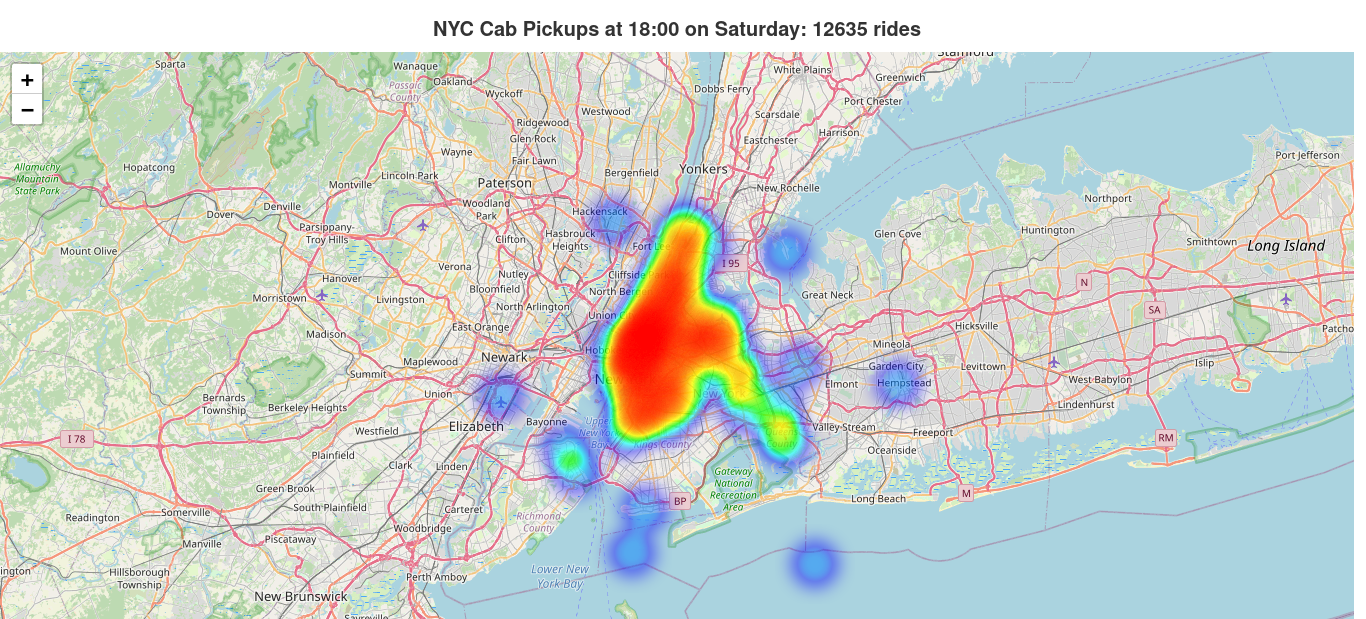 NYC Cab Pickups at 18:00 on Saturday: 12635 rides
+
−
Sparta
Wanaque
Oakland
Passaic
County
Wyckoff
Westwood
Dobbs Ferry
White Plains
Stamford
Greenwich
Port Chester
Scarsdale
Harrison
Eastchester
Ridgewood
Glen Rock
Fair Lawn
Wayne
Lincoln Park
Hopatcong
Allamuchy
Mountain
State Park
Montville
Paterson
Bergenfield
Yonkers
New Rochelle
Port Jefferson
Northport
Woodland
Park
Denville
Dover
Parsippany-
Troy Hills
Hackensack
Hasbrouck
Heights
Clifton
Fort Lee
I 95
Glen Cove
Huntington
Smithtown
Long Island
Mount Olive
Verona
Nutley
Bloomfield
Hanover
Morristown
Livingston
North Arlington
Cliffside Park
North Ber
Union C
Great Neck
N
SA
East Orange
Madison
Newark
Maplewood
Summit
Union
Hobo
New
New Yo
Mineola
Hicksville
Patcho
Garden City
Hempstead
Levittown
Islip
Elmont
West Babylon
Lindenhurst
Bernards
Township
Berkeley Heights
Elizabeth
Bayonne
Upper
New York
Bay
Kings County
County
Valley Stream
Freeport
Oceanside
Long Beach
RM
M
I 78
Westfield
Plainfield
Clark
Linden
Green Brook
South Plainfield
Carteret
Richmond
County
BP
Gateway
National
Recreation
Area
Readington
Somerville
Manville
Piscataway
Woodbridge
Perth Amboy
Lower New
York Bay
ington
Hillsborough
Township
New Brunswick
Sayreville